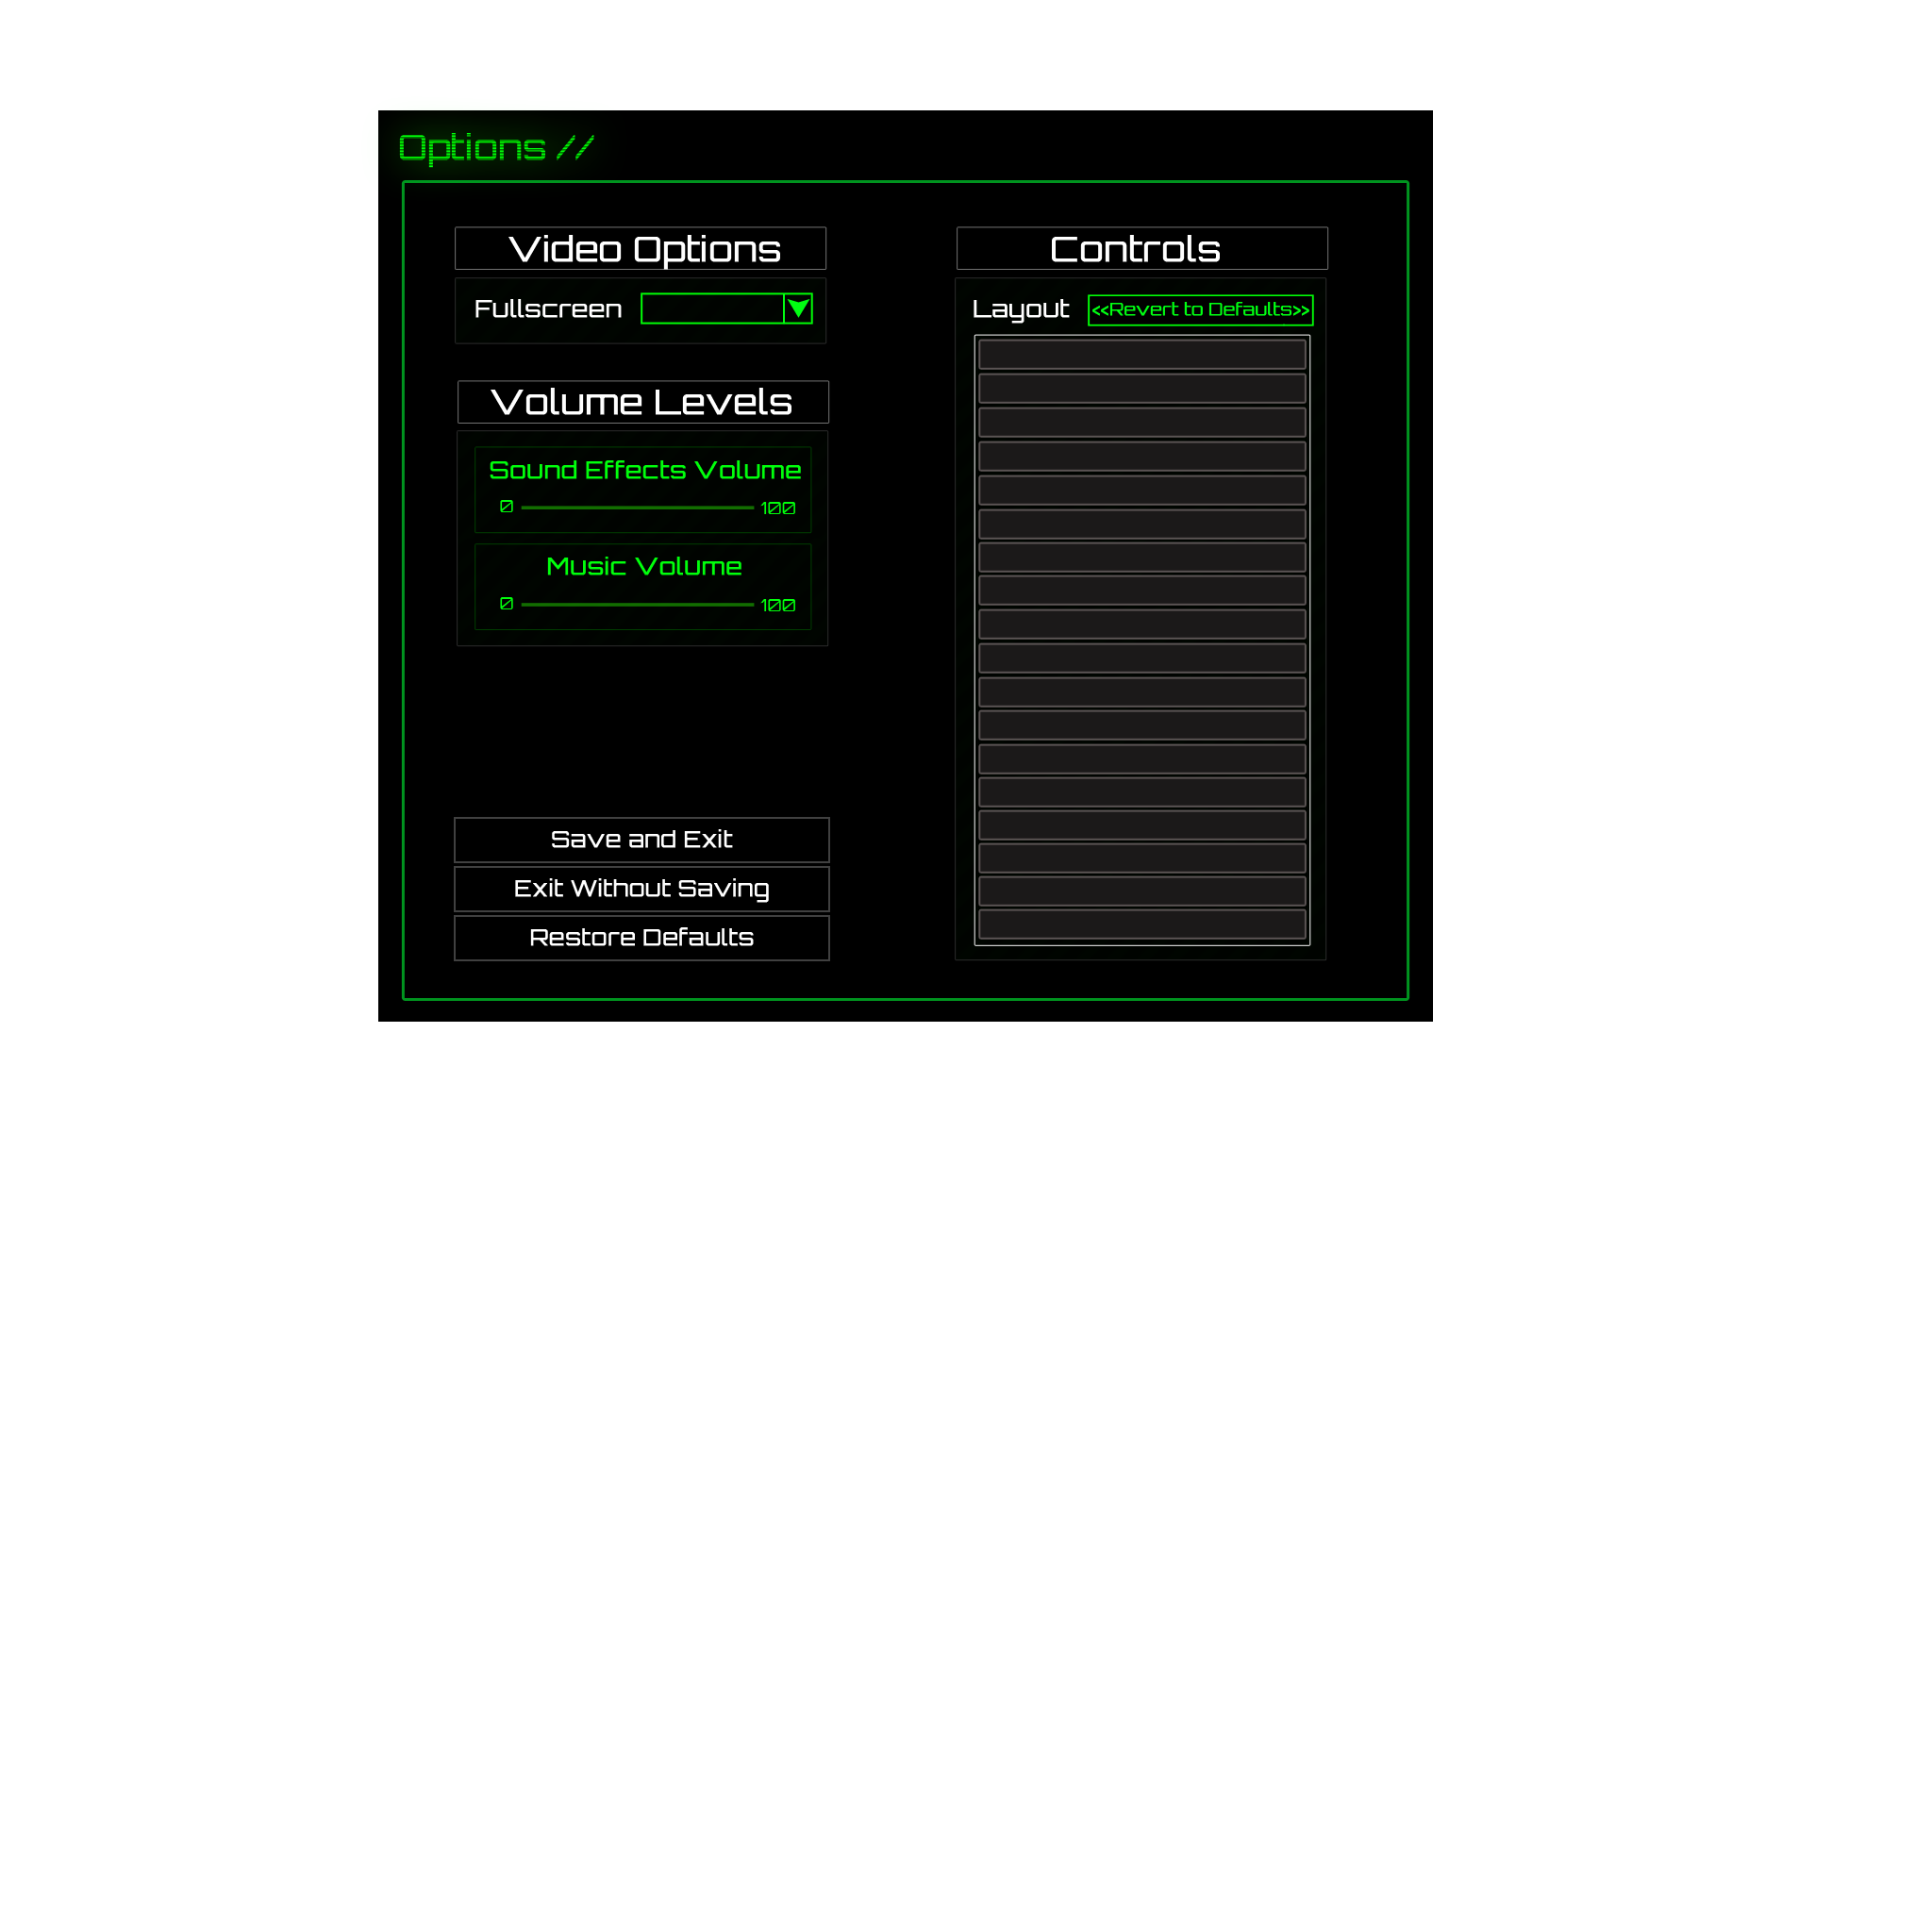 Options //
Video Options
Fullscreen
Volume Levels
Sound Effects Volume
0 100
Music Volume
0 100
Save and Exit
Exit Without Saving
Restore Defaults
Controls
Layout <<Revert to Defaults>>